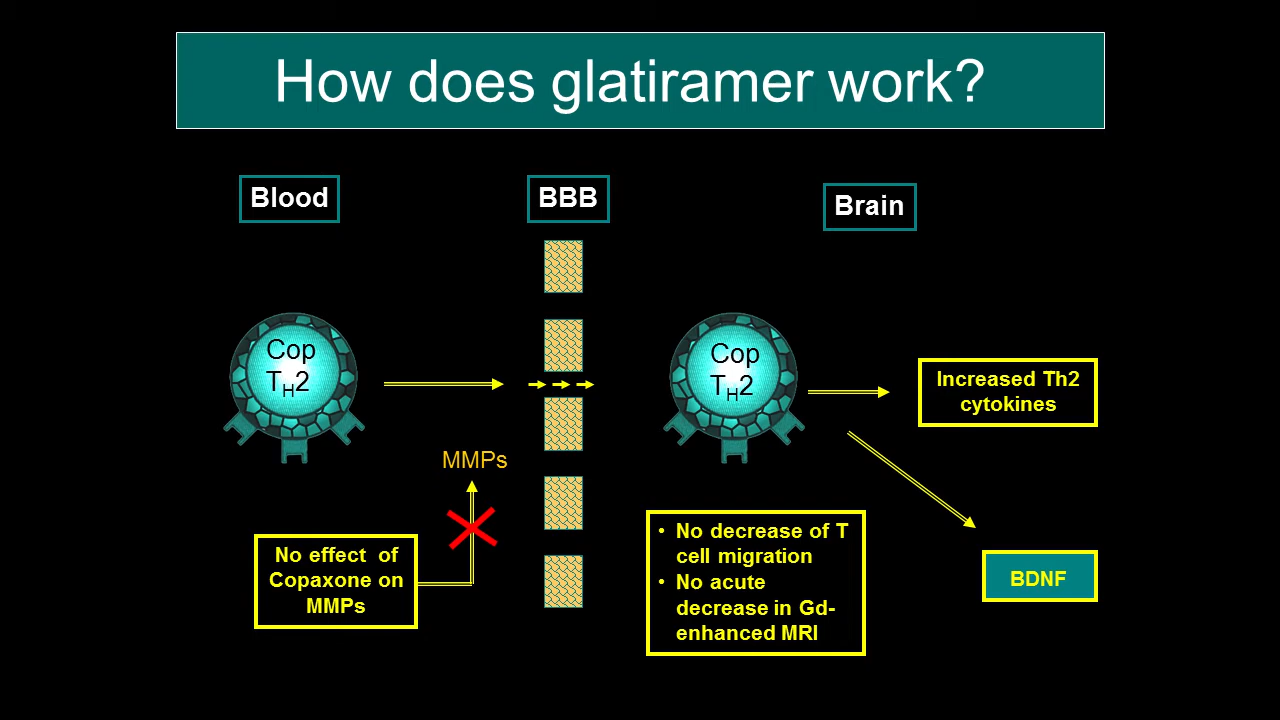 How does glatiramer work?
Blood
BBB
Brain
Cop
TH2
Cop
TH2
Increased Th2
cytokines
MMPs
No effect of
Copaxone on
MMPs
• No decrease of T
cell migration
• No acute
decrease in Gd-
enhanced MRI
BDNF